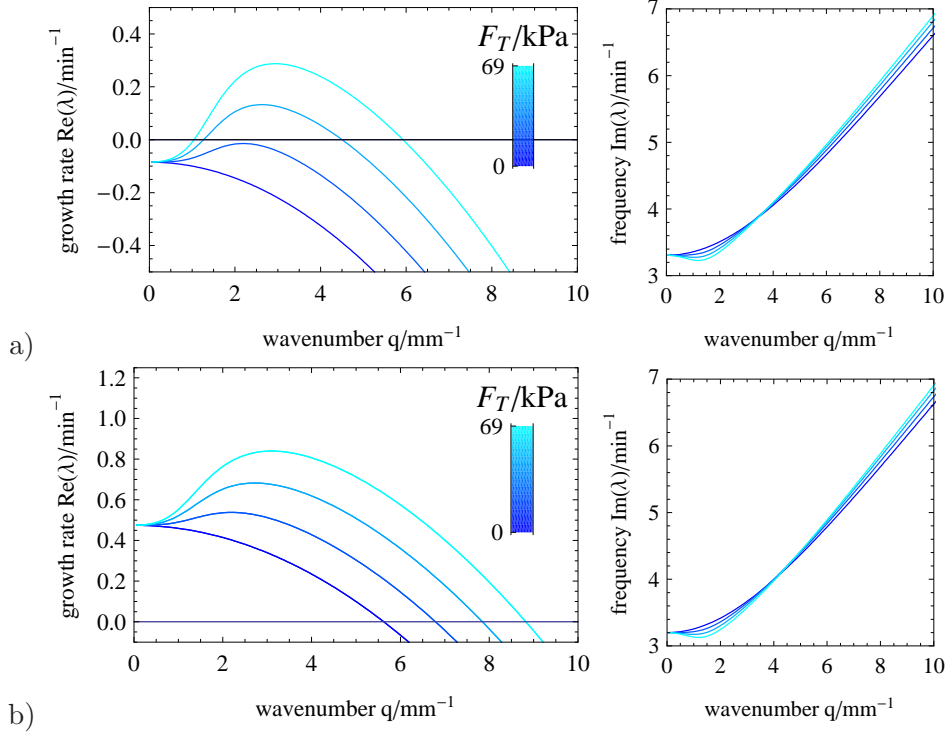 a)
growth rate Re(λ)/min⁻¹
0.4
0.2
0.0
−0.2
−0.4
0 2 4 6 8 10
wavenumber q/mm⁻¹
F_T/kPa
69
0
frequency Im(λ)/min⁻¹
7
6
5
4
3
0 2 4 6 8 10
wavenumber q/mm⁻¹
b)
growth rate Re(λ)/min⁻¹
1.2
1.0
0.8
0.6
0.4
0.2
0.0
0 2 4 6 8 10
wavenumber q/mm⁻¹
F_T/kPa
69
0
frequency Im(λ)/min⁻¹
7
6
5
4
3
0 2 4 6 8 10
wavenumber q/mm⁻¹